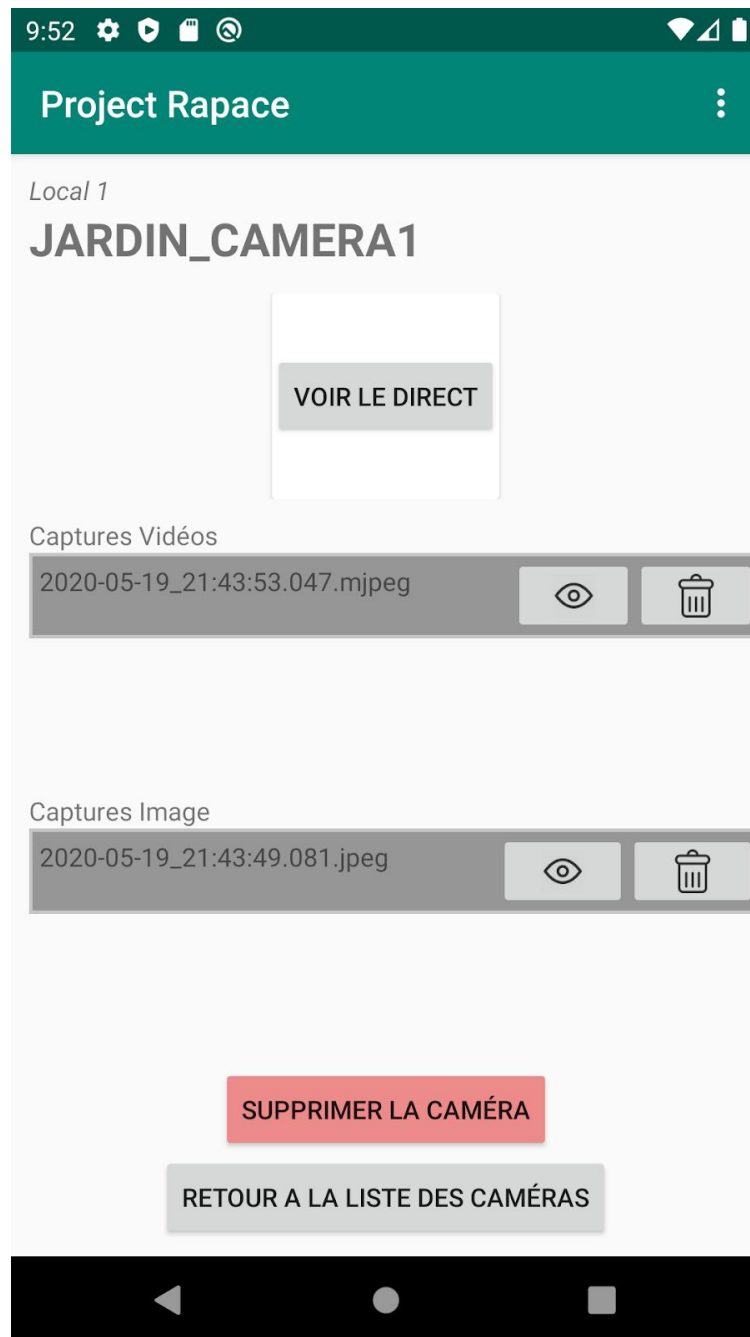 9:52
Project Rapace
Local 1
JARDIN_CAMERA1
VOIR LE DIRECT
Captures Vidéos
2020-05-19_21:43:53.047.mjpeg
Captures Image
2020-05-19_21:43:49.081.jpeg
SUPPRIMER LA CAMÉRA
RETOUR A LA LISTE DES CAMÉRAS